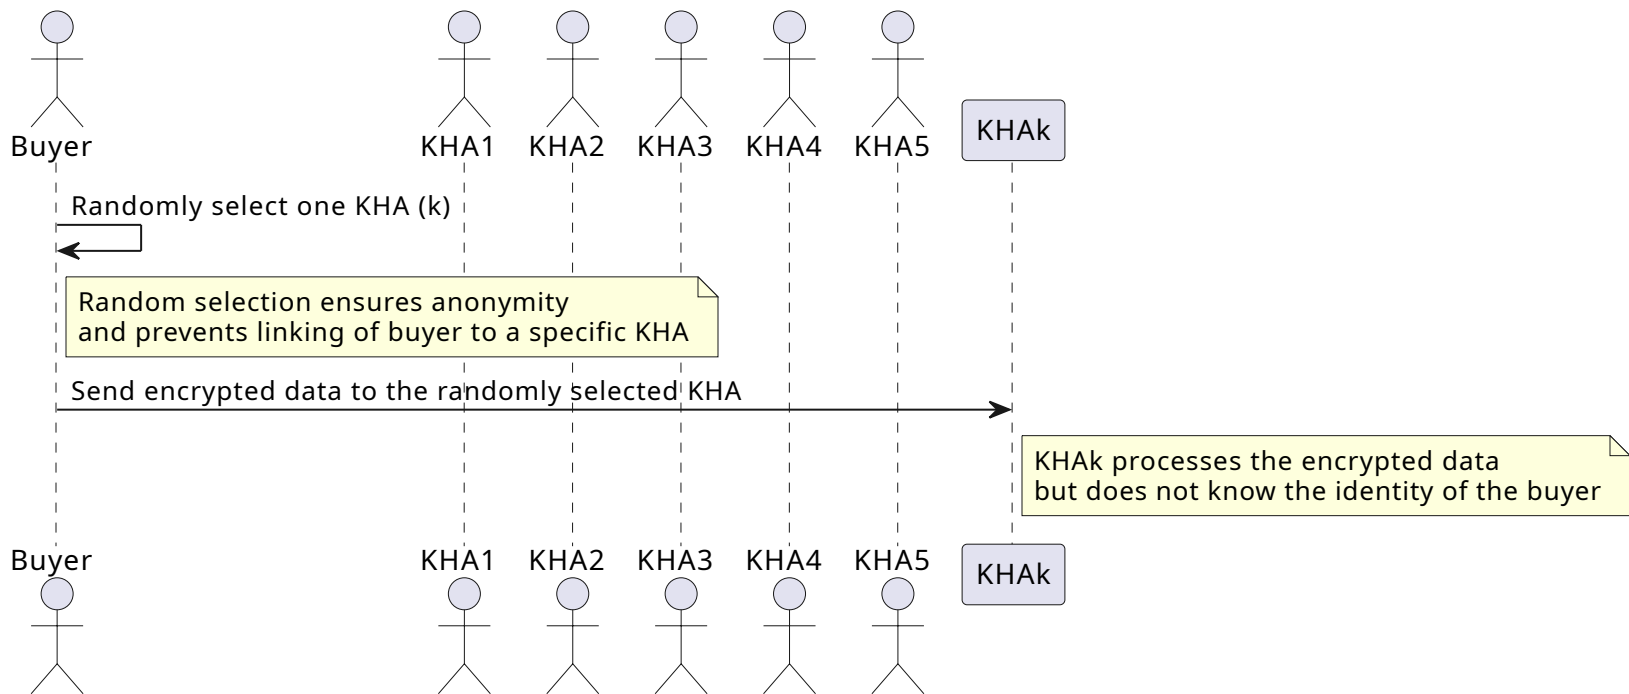 Buyer
KHA1
KHA2
KHA3
KHA4
KHA5
KHAk
Randomly select one KHA (k)
Random selection ensures anonymity
and prevents linking of buyer to a specific KHA
Send encrypted data to the randomly selected KHA
KHAk processes the encrypted data
but does not know the identity of the buyer
Buyer
KHA1
KHA2
KHA3
KHA4
KHA5
KHAk